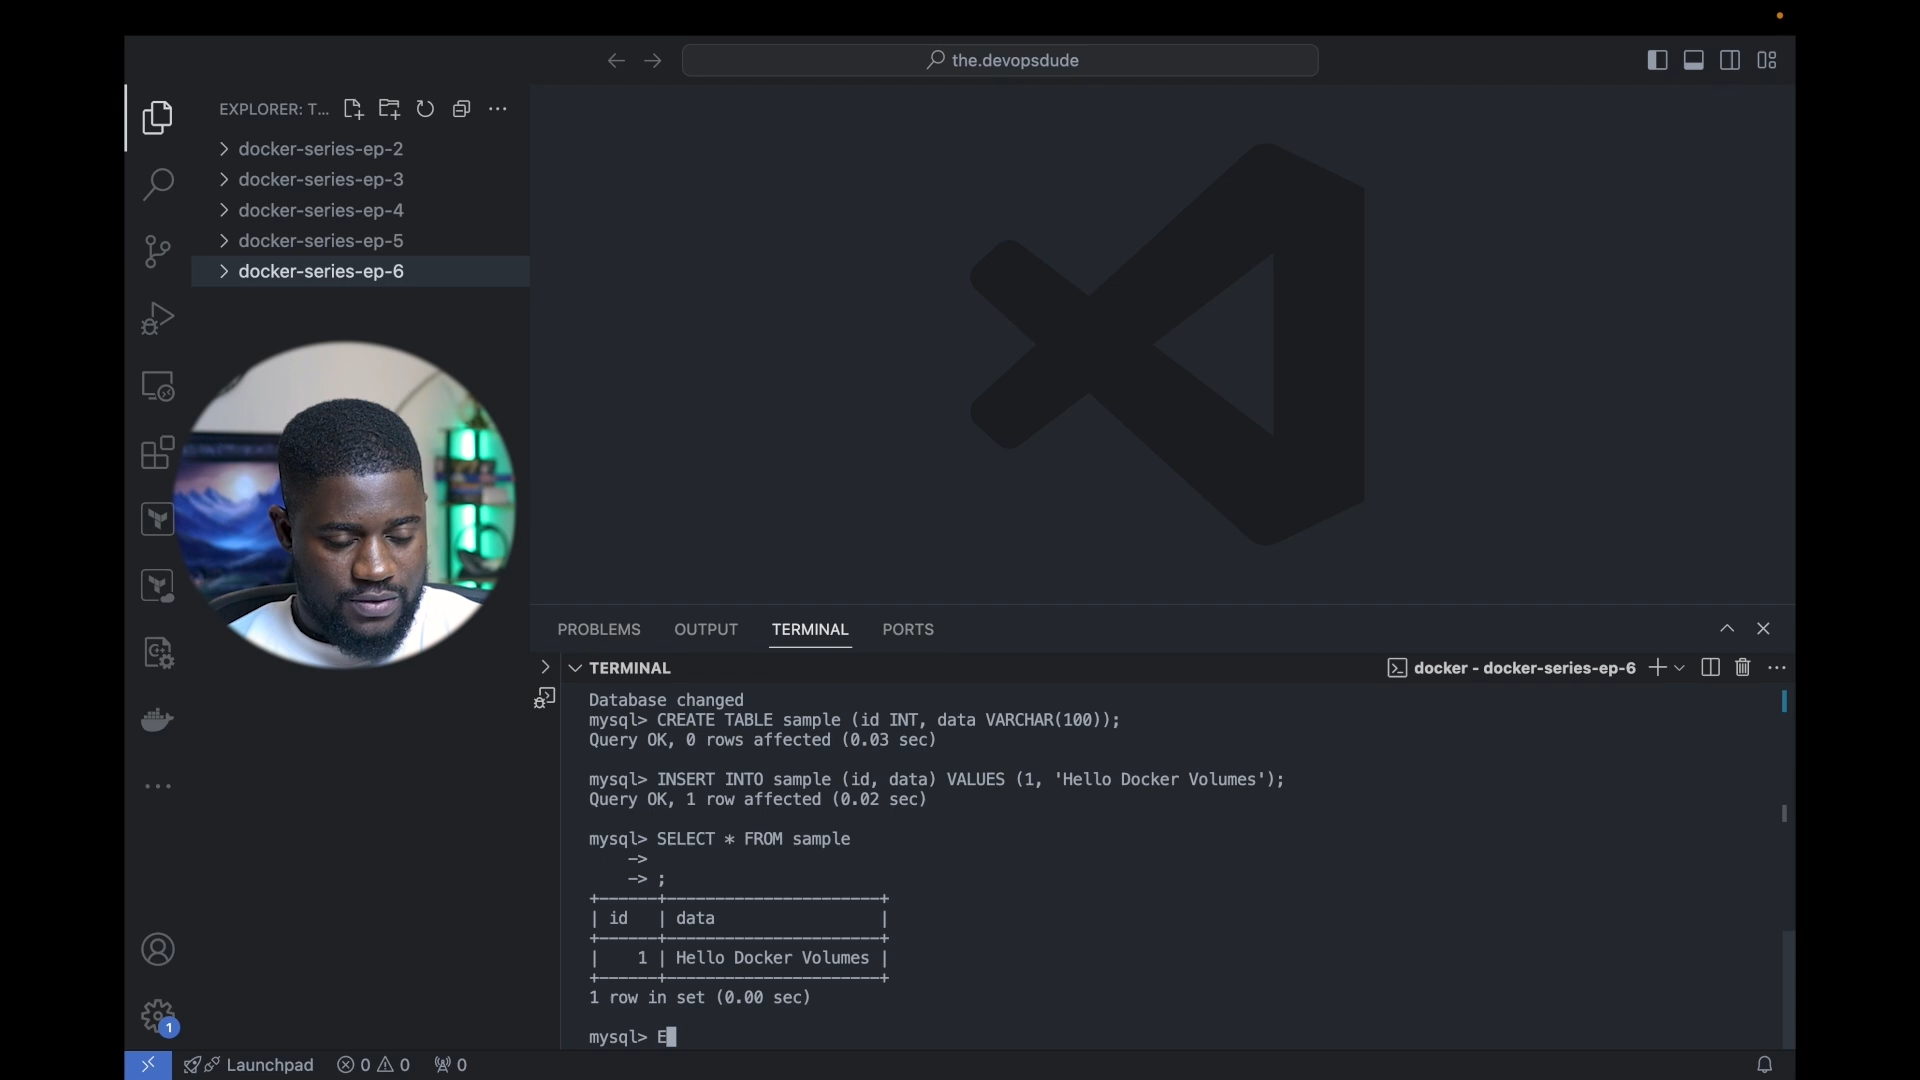 the.devopsdude
EXPLORER: T...
docker-series-ep-2
docker-series-ep-3
docker-series-ep-4
docker-series-ep-5
docker-series-ep-6
PROBLEMS OUTPUT TERMINAL PORTS
TERMINAL docker - docker-series-ep-6
Database changed
mysql> CREATE TABLE sample (id INT, data VARCHAR(100));
Query OK, 0 rows affected (0.03 sec)
mysql> INSERT INTO sample (id, data) VALUES (1, 'Hello Docker Volumes');
Query OK, 1 row affected (0.02 sec)
mysql> SELECT * FROM sample
->
-> ;
+------+----------------------+
| id | data |
+------+----------------------+
| 1 | Hello Docker Volumes |
+------+----------------------+
1 row in set (0.00 sec)
mysql> E
1
Launchpad 0 0 0